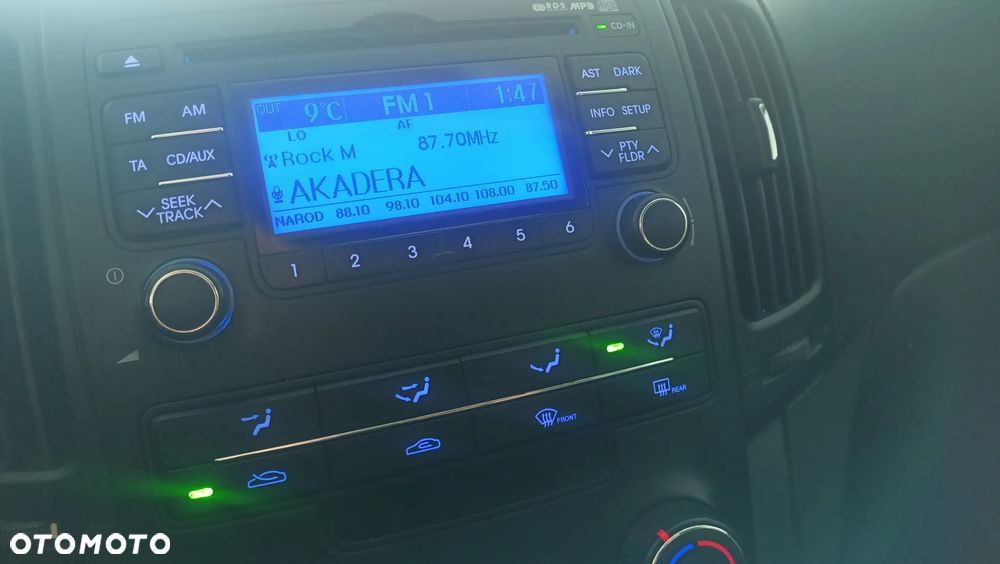 R·D·S MP3
CD-IN
FM AM
AST DARK
TA CD/AUX
INFO SETUP
SEEK
TRACK
PTY
FLDR
OUT 9°C FM 1 1:47
LO AF
Rock M 87.70MHz
AKADERA
NAROD 88.10 98.10 104.10 108.00 87.50
1 2 3 4 5 6
FRONT
REAR
OTOMOTO